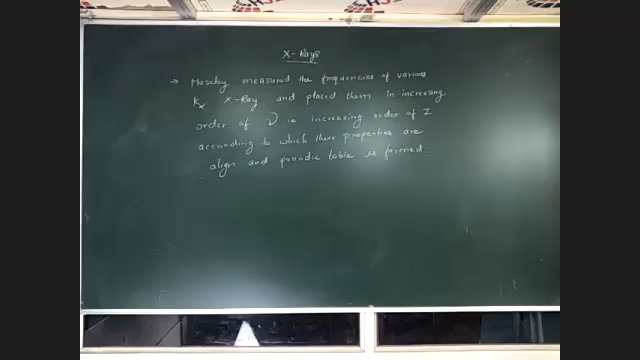 X-Rays
→ Moseley measured the frequencies of various
Kα X-Ray and placed them in increasing
order of ν ie increasing order of Z
according to which there properties are
align and periodic table is formed.